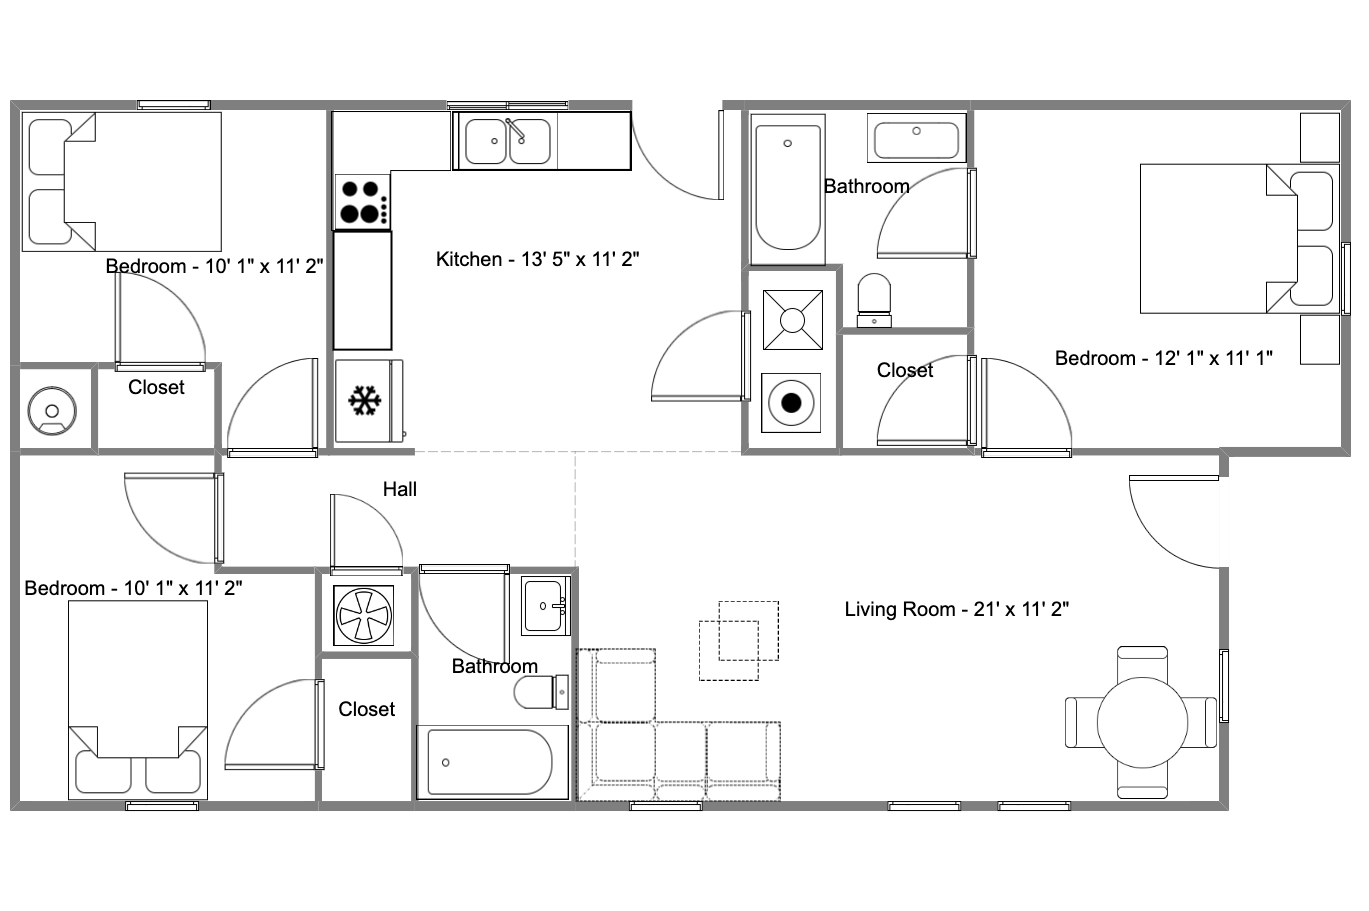 Bathroom
Bedroom - 10' 1" x 11' 2"
Kitchen - 13' 5" x 11' 2"
Bedroom - 12' 1" x 11' 1"
Closet
Closet
Hall
Bedroom - 10' 1" x 11' 2"
Living Room - 21' x 11' 2"
Bathroom
Closet